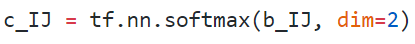 c_IJ = tf.nn.softmax(b_IJ, dim=2)